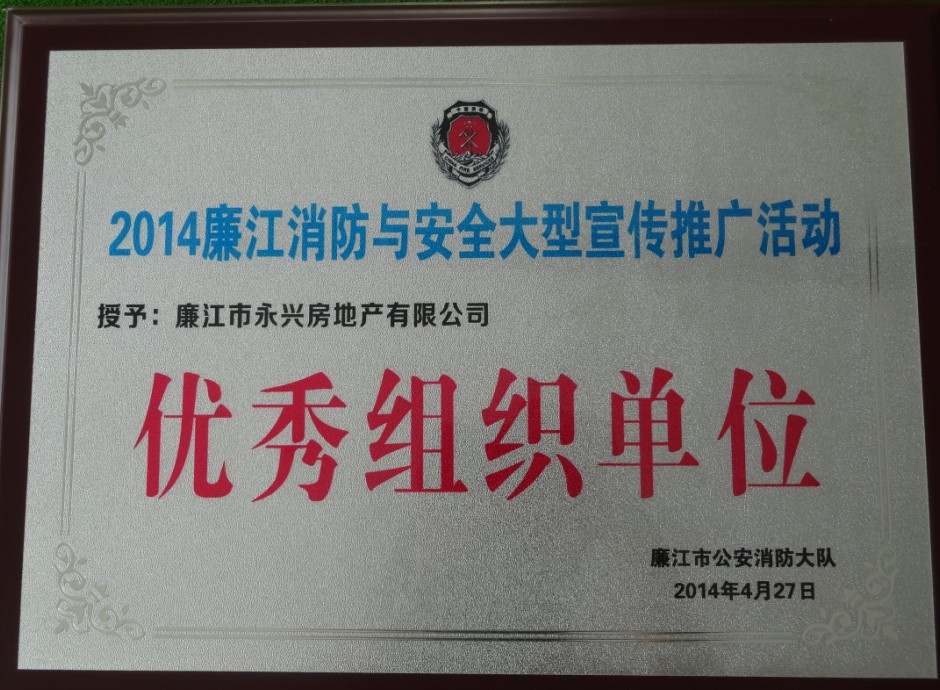 2014廉江消防与安全大型宣传推广活动
授予：廉江市永兴房地产有限公司
优秀组织单位
廉江市公安消防大队
2014年4月27日